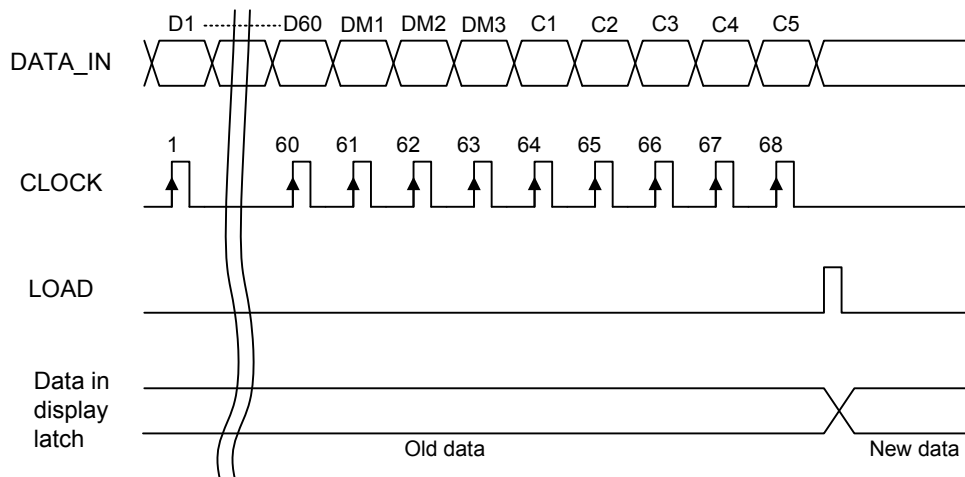 D1 D60 DM1 DM2 DM3 C1 C2 C3 C4 C5
DATA_IN
1 60 61 62 63 64 65 66 67 68
CLOCK
LOAD
Data in
display
latch
Old data New data